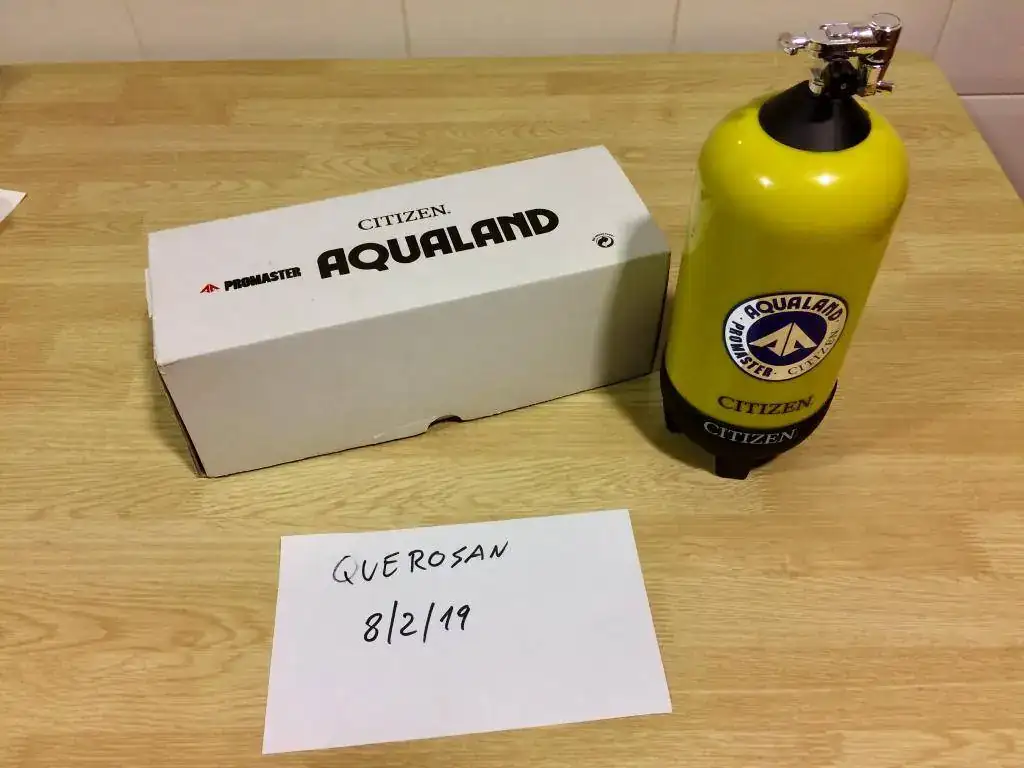 CITIZEN.
PROMASTER AQUALAND
AQUALAND
PROMASTER · CITIZEN
CITIZEN
CITIZEN
QUEROSAN
8/2/19